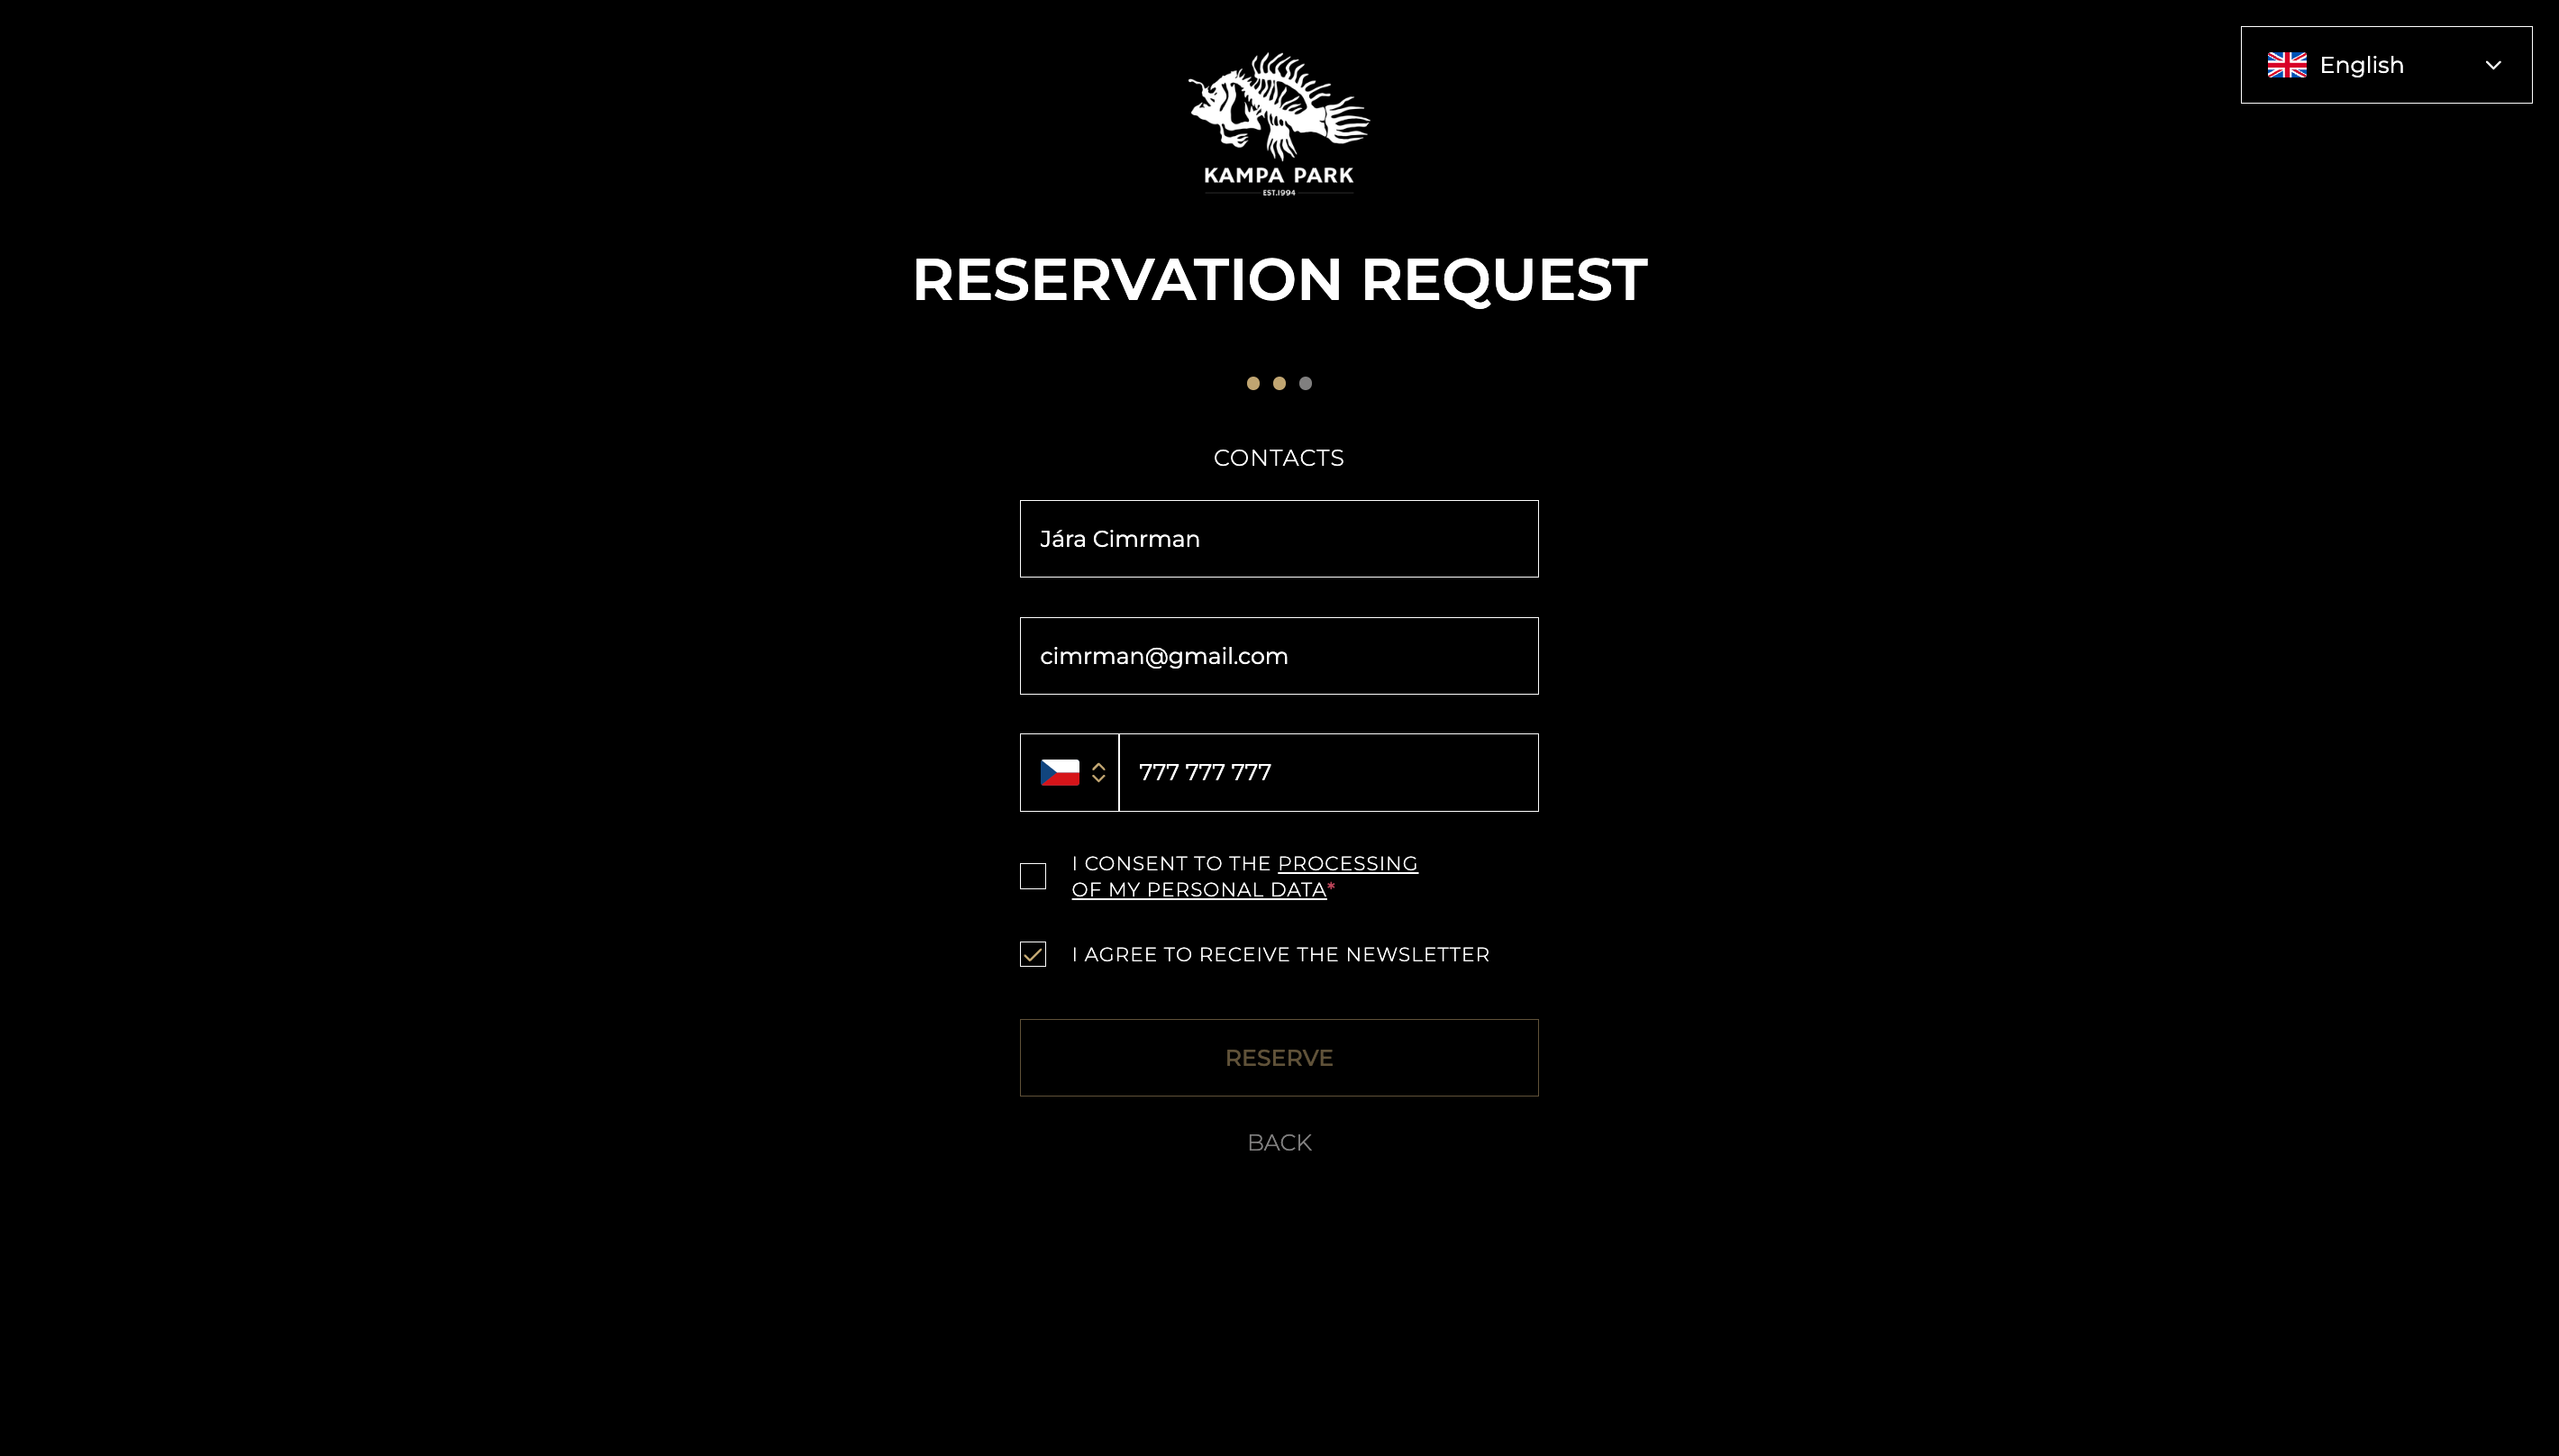 English
KAMPA PARK
EST.1994
RESERVATION REQUEST
CONTACTS
Jára Cimrman
cimrman@gmail.com
777 777 777
I CONSENT TO THE PROCESSING
OF MY PERSONAL DATA*
I AGREE TO RECEIVE THE NEWSLETTER
RESERVE
BACK